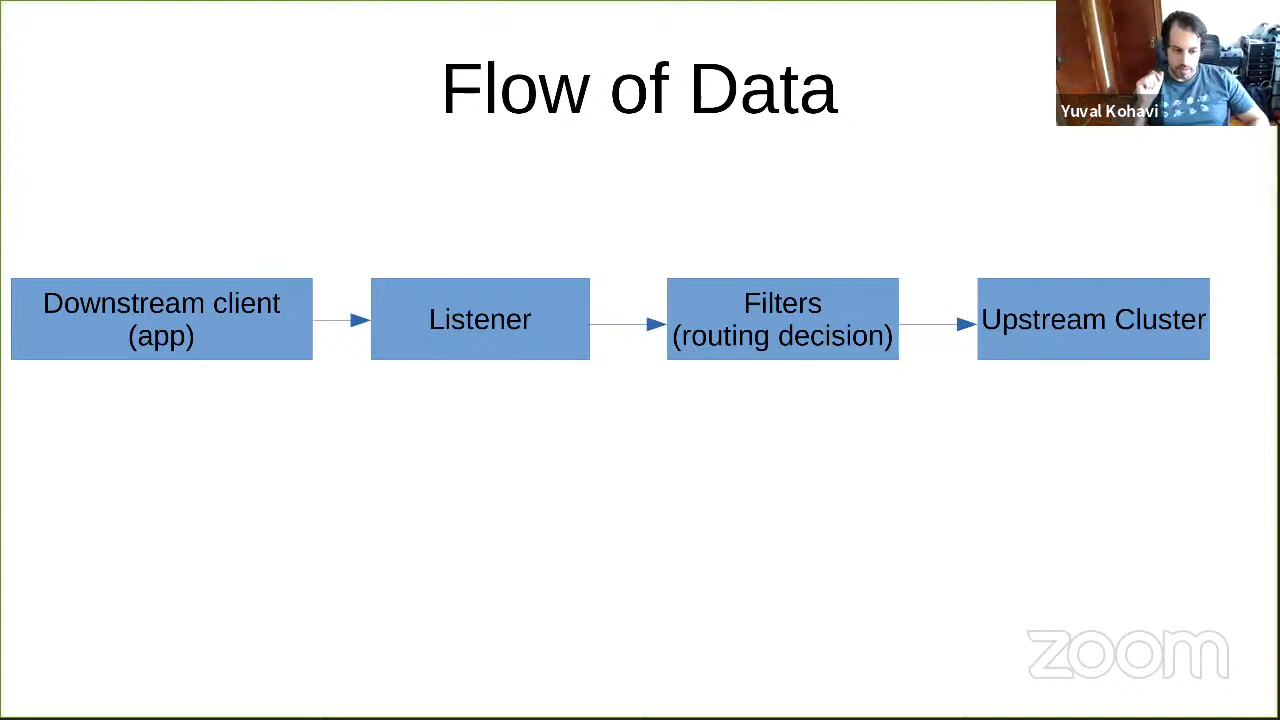 Flow of Data
Yuval Kohavi
Downstream client
(app)
Listener
Filters
(routing decision)
Upstream Cluster
zoom